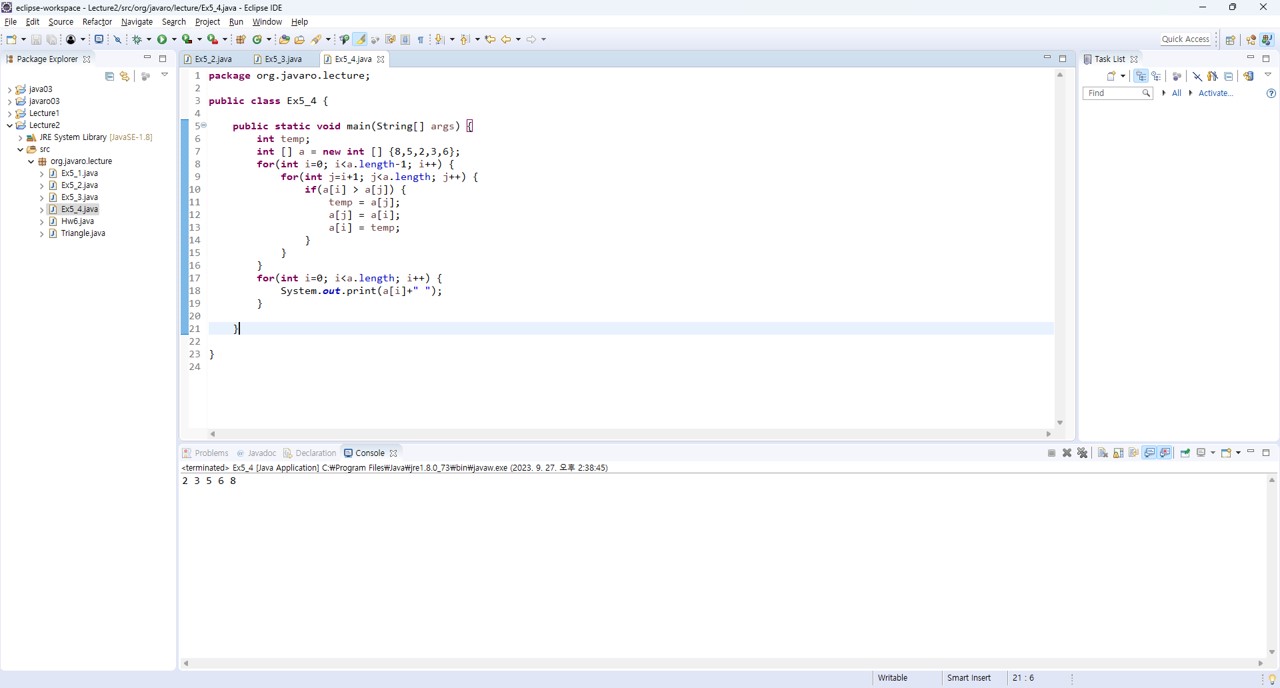 eclipse-workspace - Lecture2/src/org/javaro/lecture/Ex5_4.java - Eclipse IDE
File Edit Source Refactor Navigate Search Project Run Window Help
Quick Access
Package Explorer
java03
javaro03
Lecture1
Lecture2
JRE System Library [JavaSE-1.8]
src
org.javaro.lecture
Ex5_1.java
Ex5_2.java
Ex5_3.java
Ex5_4.java
Hw6.java
Triangle.java
Ex5_2.java Ex5_3.java Ex5_4.java
1 package org.javaro.lecture;
2
3 public class Ex5_4 {
4
5 public static void main(String[] args) {
6 int temp;
7 int [] a = new int [] {8,5,2,3,6};
8 for(int i=0; i<a.length-1; i++) {
9 for(int j=i+1; j<a.length; j++) {
10 if(a[i] > a[j]) {
11 temp = a[j];
12 a[j] = a[i];
13 a[i] = temp;
14 }
15 }
16 }
17 for(int i=0; i<a.length; i++) {
18 System.out.print(a[i]+" ");
19 }
20
21 }
22
23 }
24
Task List
Find All Activate...
Problems Javadoc Declaration Console
<terminated> Ex5_4 [Java Application] C:₩Program Files₩Java₩jre1.8.0_73₩bin₩javaw.exe (2023. 9. 27. 오후 2:38:45)
2 3 5 6 8
Writable Smart Insert 21 : 6